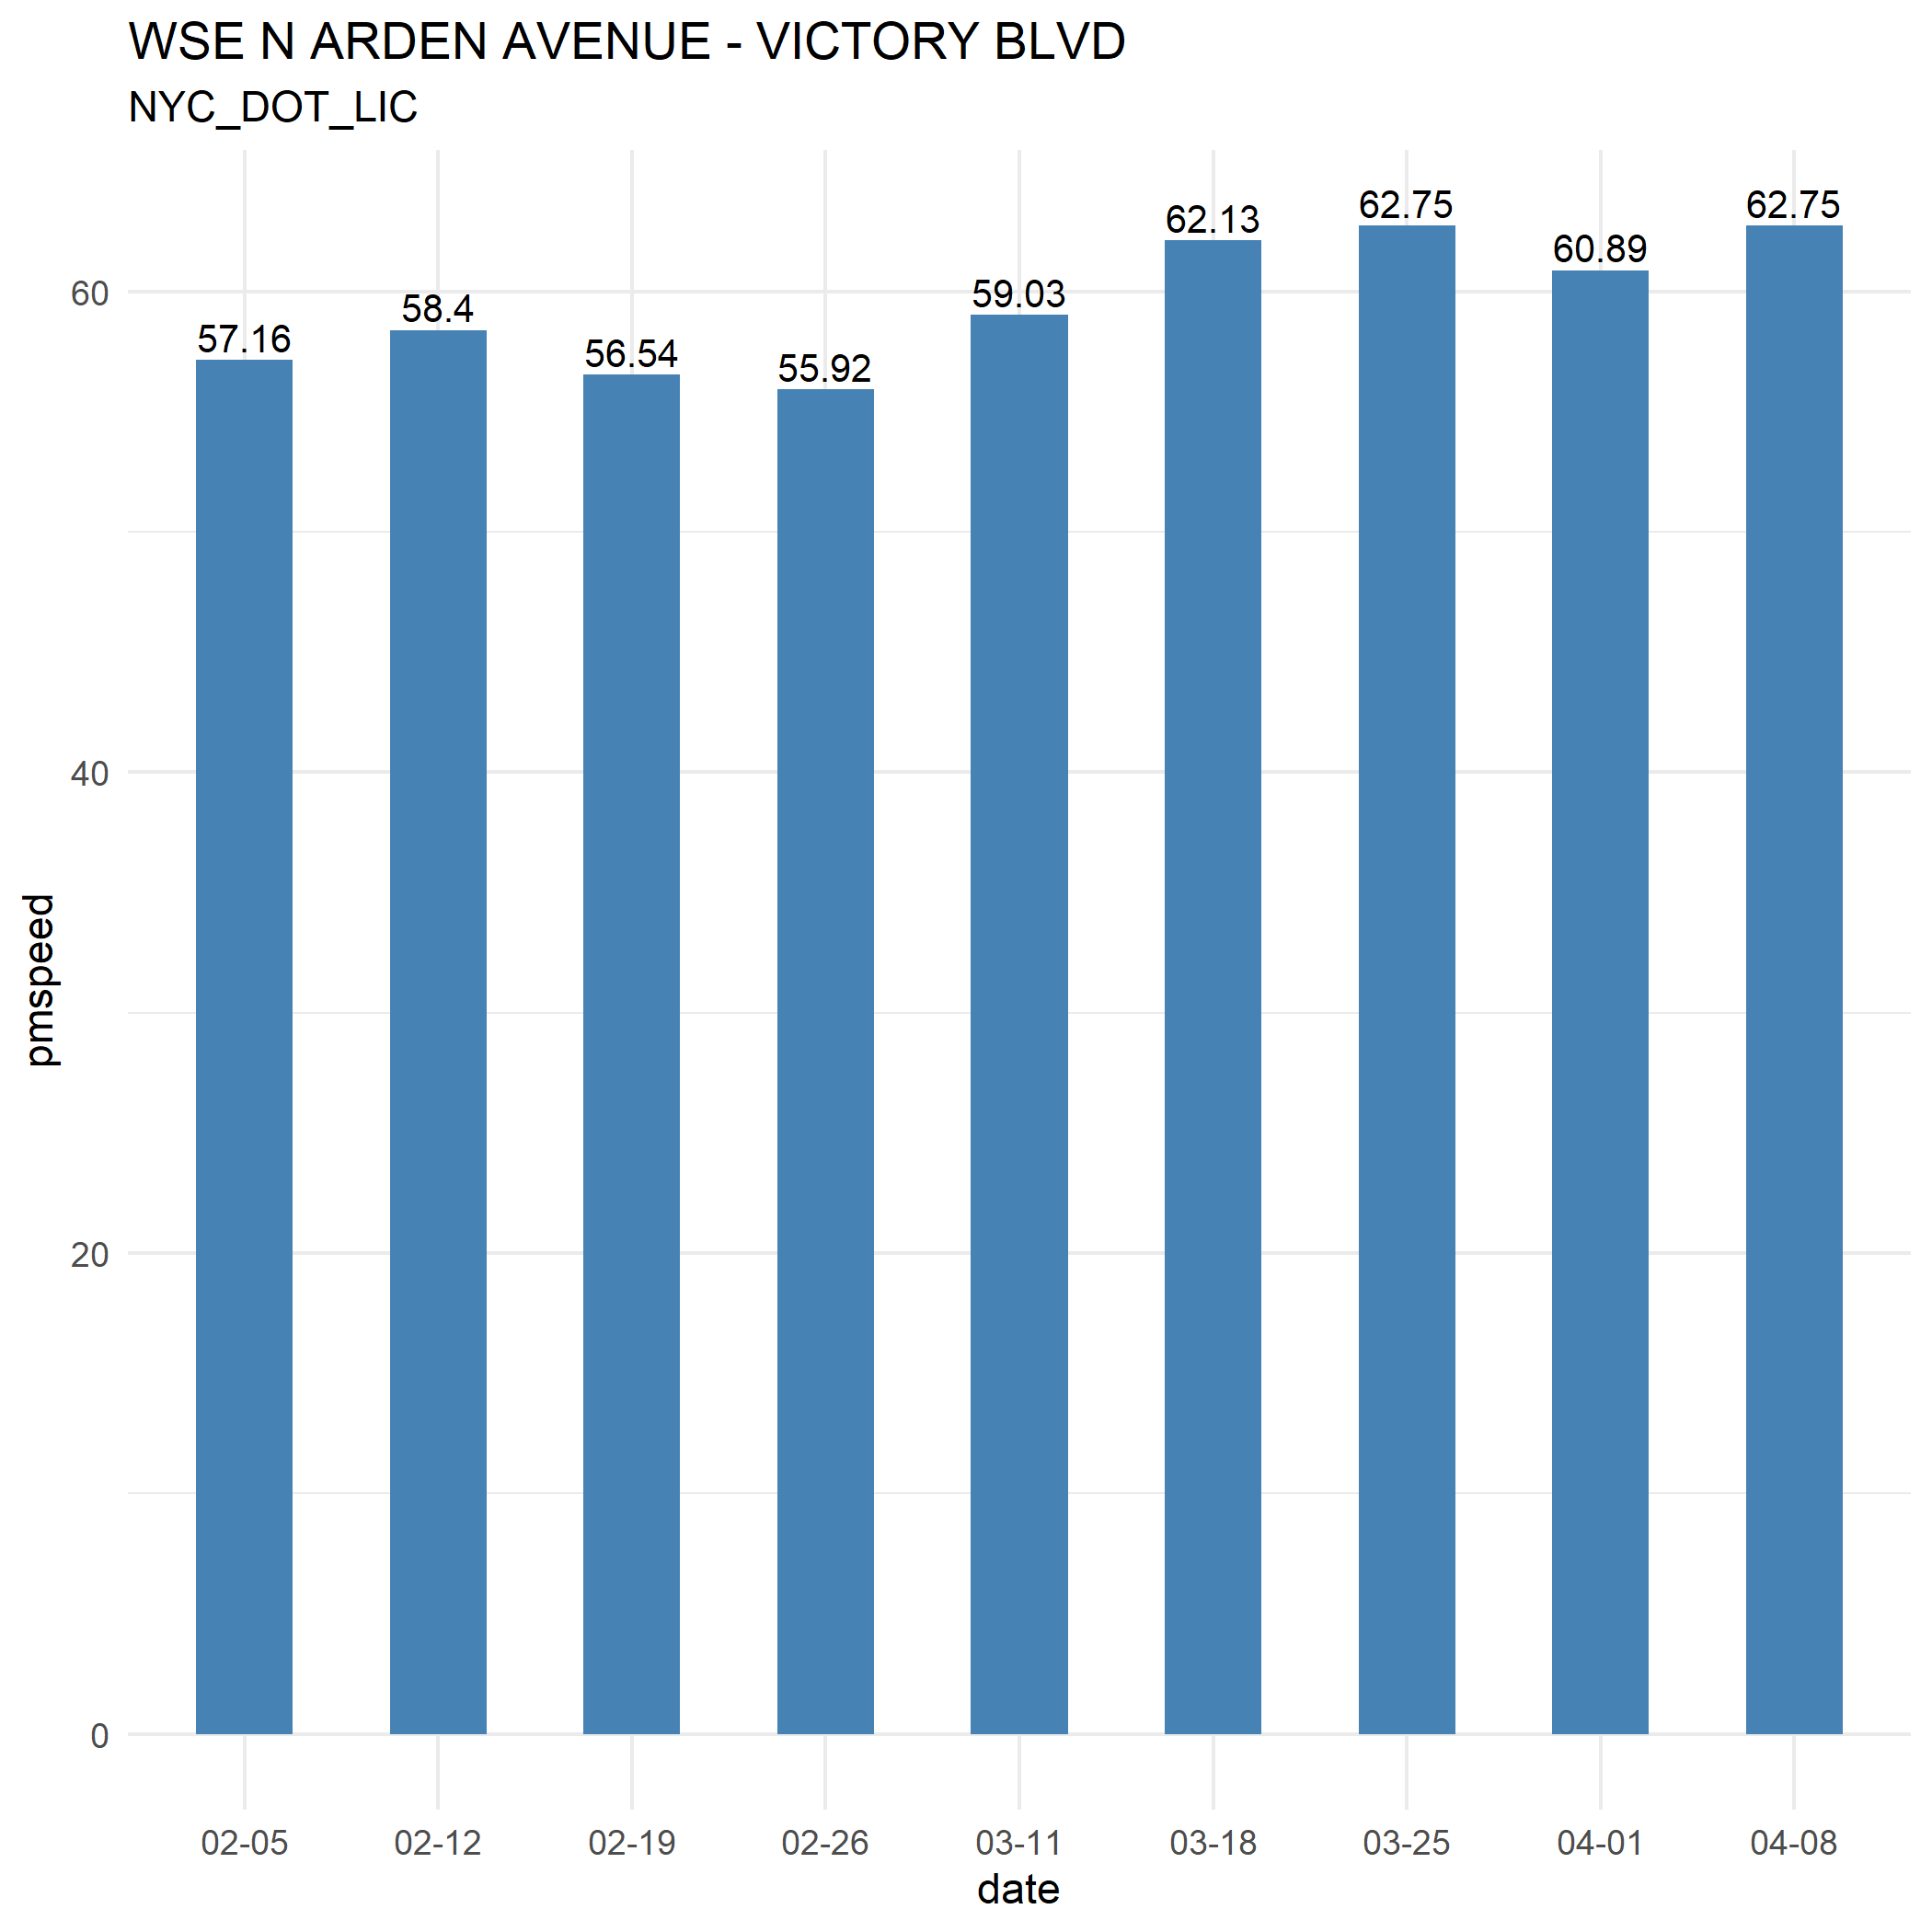 WSE N ARDEN AVENUE - VICTORY BLVD
NYC_DOT_LIC
57.16 58.4 56.54 55.92 59.03 62.13 62.75 60.89 62.75
60
40
20
0
pmspeed
02-05 02-12 02-19 02-26 03-11 03-18 03-25 04-01 04-08
date